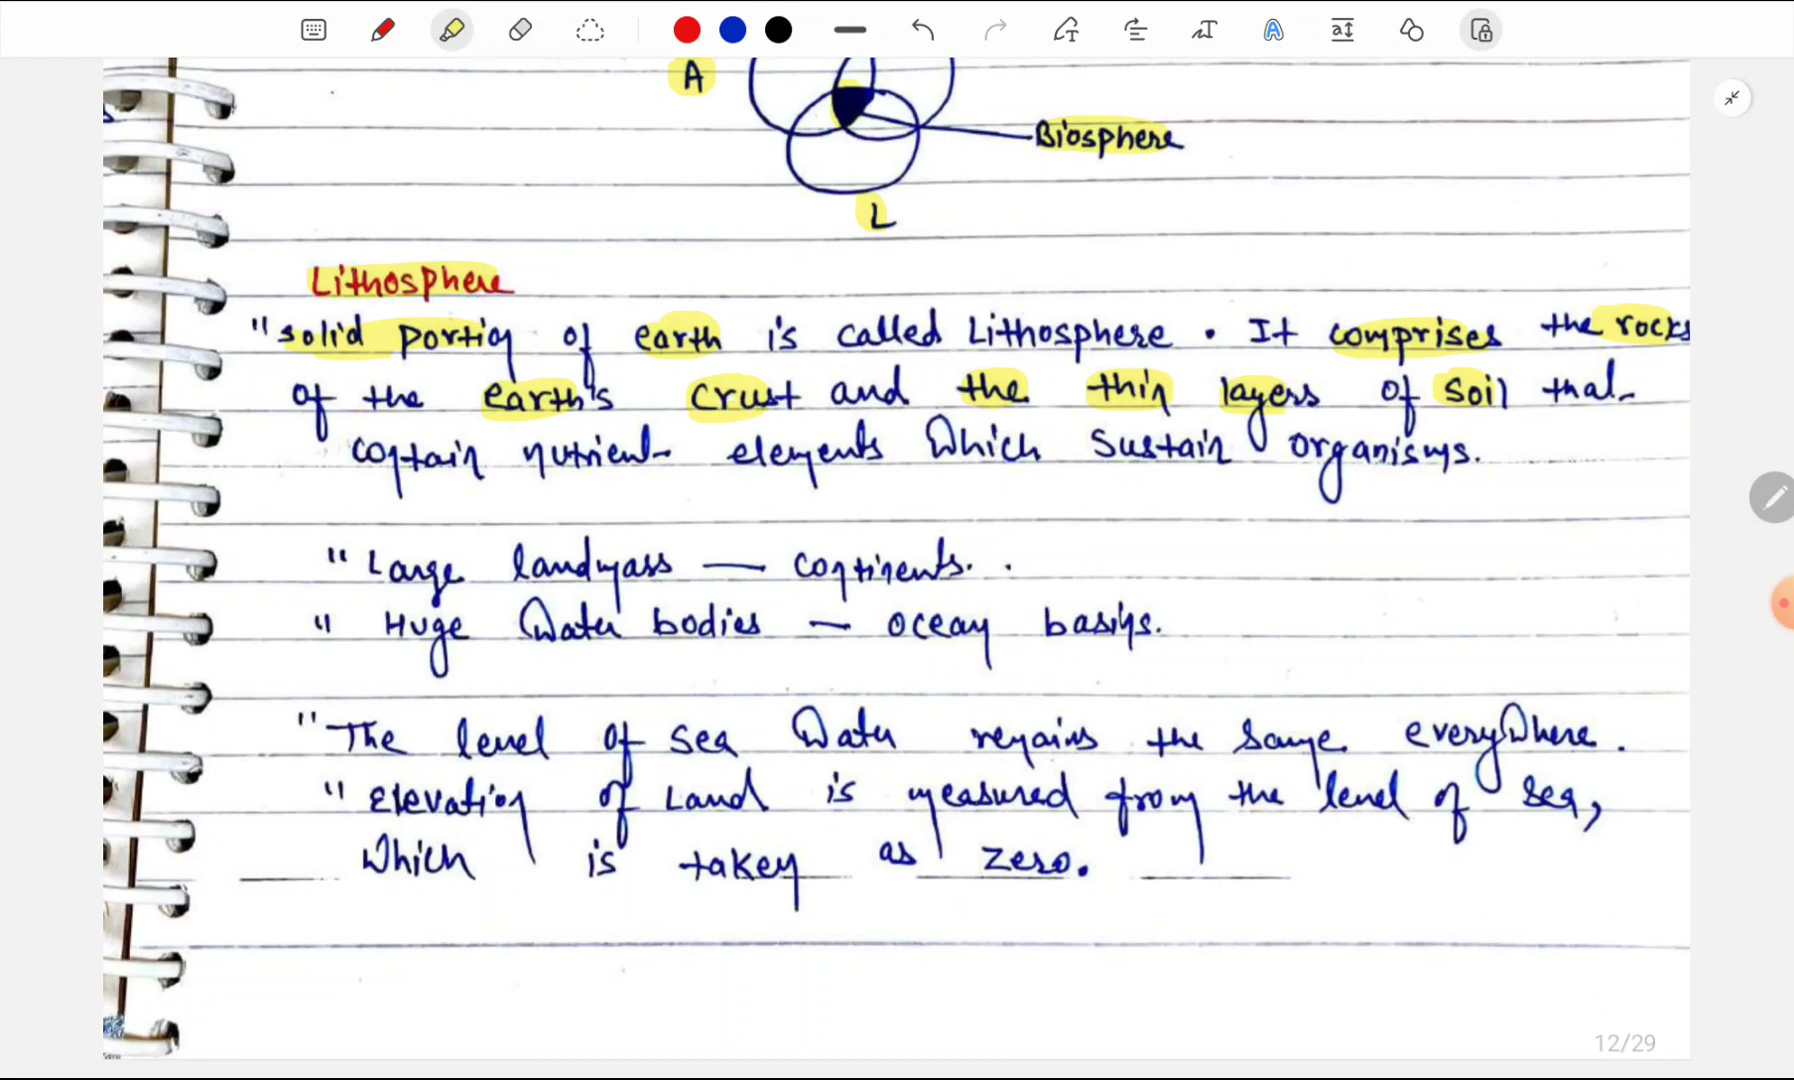 A
Biosphere
L
Lithosphere
"solid portion of earth is called Lithosphere. It comprises the rocks
of the earth's crust and the thin layers of soil that
contain nutrient elements which sustain organisms.
"Large landmass — continents.
" Huge water bodies — ocean basins.
"The level of sea water remains the same everywhere.
" Elevation of Land is measured from the level of sea,
which is taken as zero.
12/29